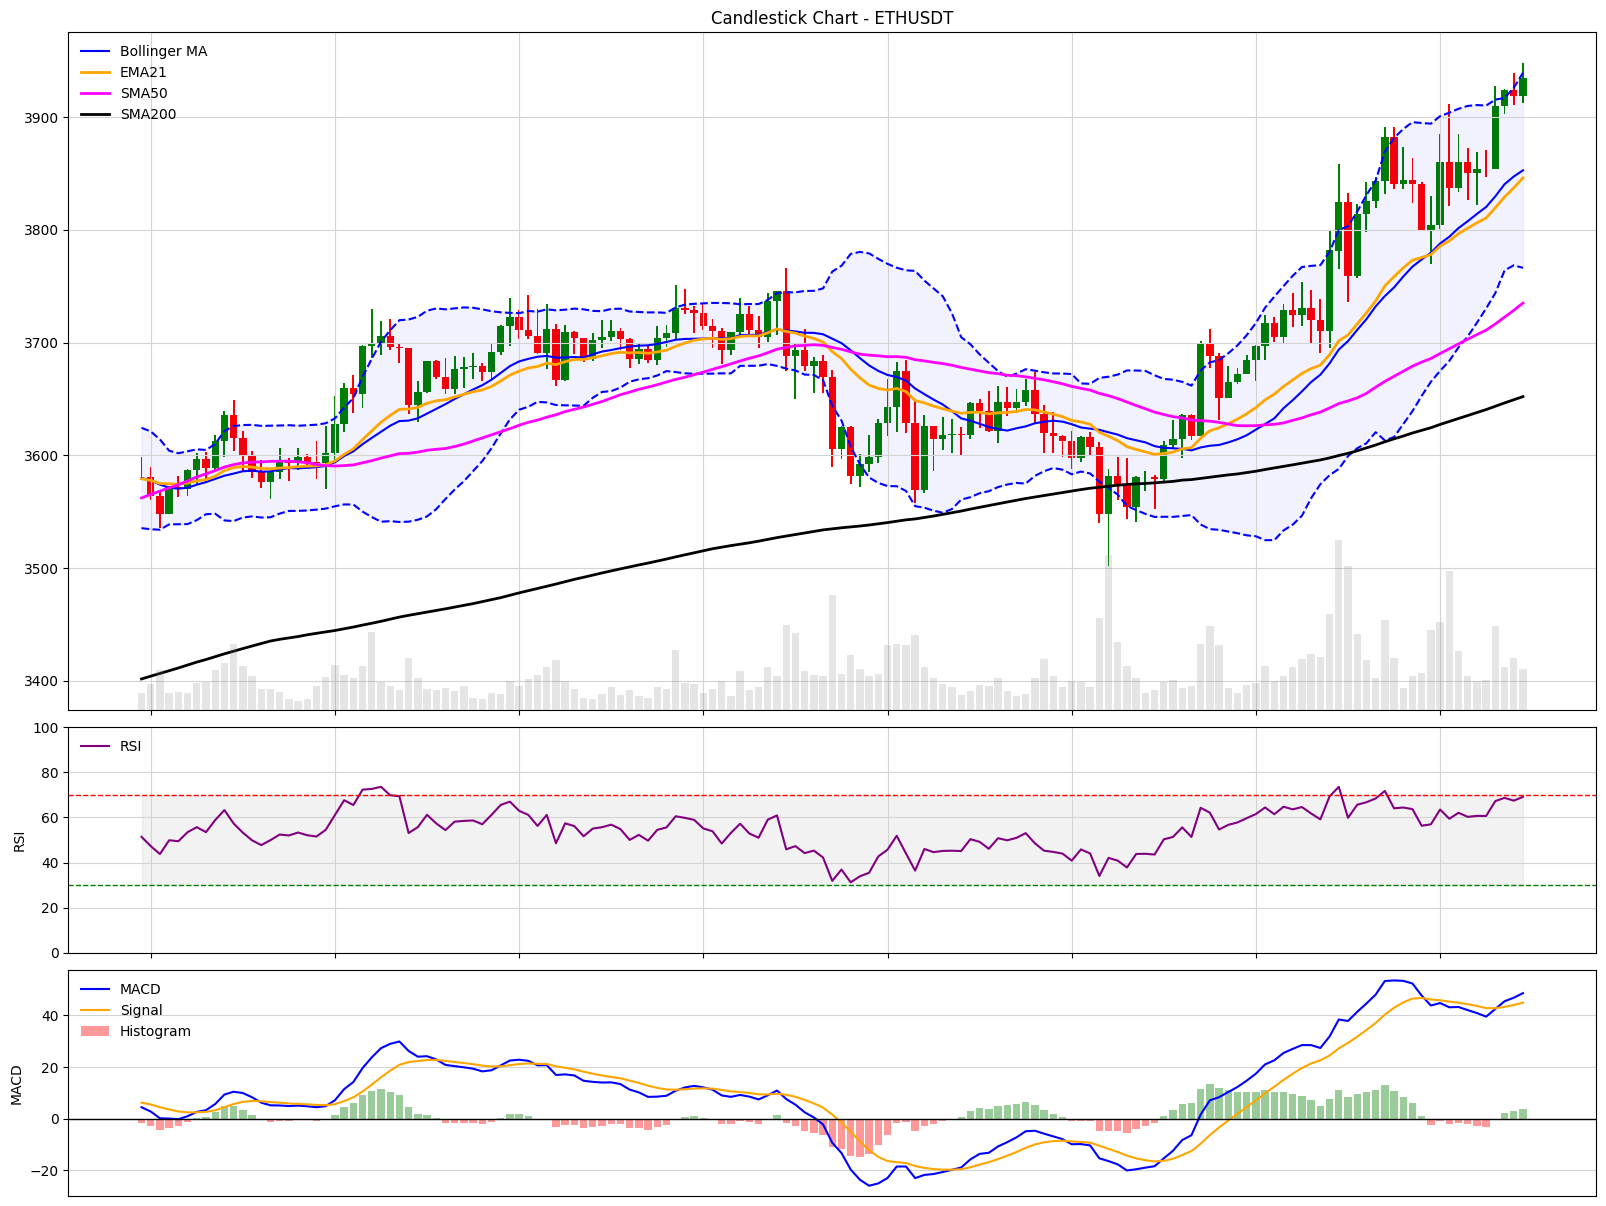 Candlestick Chart - ETHUSDT
Bollinger MA
EMA21
SMA50
SMA200
3900
3800
3700
3600
3500
3400
RSI
100
80
60
40
20
0
RSI
MACD
Signal
Histogram
40
20
0
−20
MACD